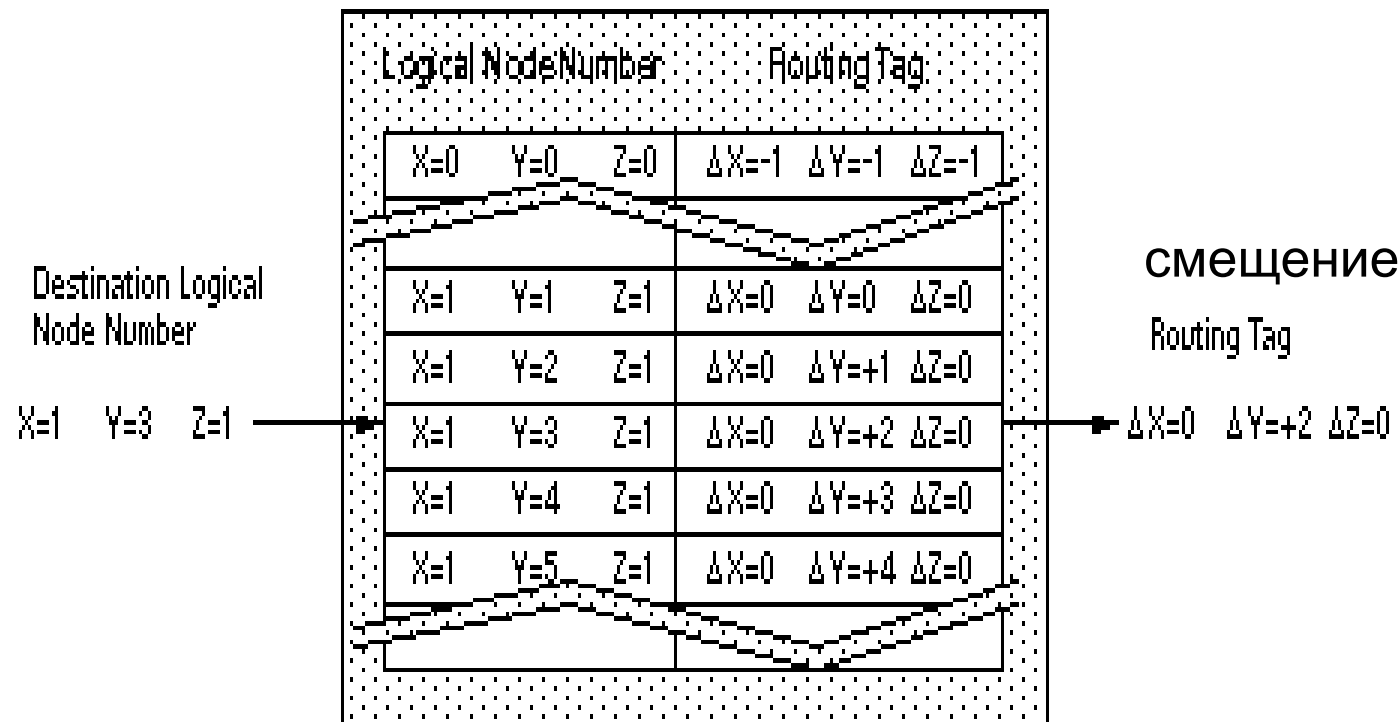 Logical Node Number Routing Tag
X=0 Y=0 Z=0 ΔX=-1 ΔY=-1 ΔZ=-1
смещение
Destination Logical
Node Number
Routing Tag
X=1 Y=1 Z=1 ΔX=0 ΔY=0 ΔZ=0
X=1 Y=2 Z=1 ΔX=0 ΔY=+1 ΔZ=0
X=1 Y=3 Z=1
X=1 Y=3 Z=1 ΔX=0 ΔY=+2 ΔZ=0
ΔX=0 ΔY=+2 ΔZ=0
X=1 Y=4 Z=1 ΔX=0 ΔY=+3 ΔZ=0
X=1 Y=5 Z=1 ΔX=0 ΔY=+4 ΔZ=0